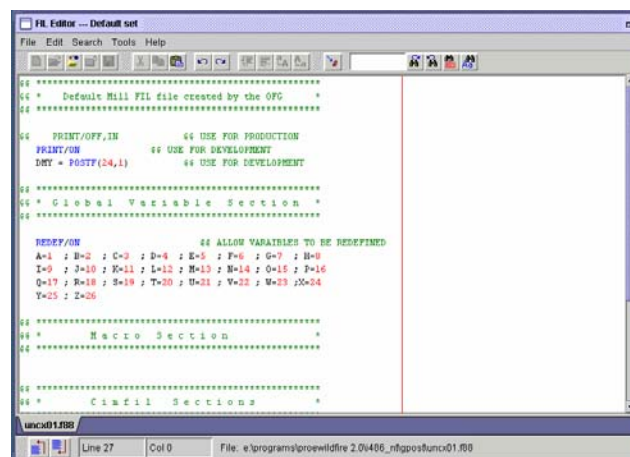 FIL Editor --- Default set
File Edit Search Tools Help
$$ **************************************************
$$ * Default Mill FIL file created by the OFG *
$$ **************************************************
$$ PRINT/OFF,IN $$ USE FOR PRODUCTION
PRINT/ON $$ USE FOR DEVELOPMENT
DMY = POSTF(24,1) $$ USE FOR DEVELOPMENT
$$ **************************************************
$$ * G l o b a l V a r i a b l e S e c t i o n *
$$ **************************************************
REDEF/ON $$ ALLOW VARAIBLES TO BE REDEFINED
A=1 ; B=2 ; C=3 ; D=4 ; E=5 ; F=6 ; G=7 ; H=8
I=9 ; J=10 ; K=11 ; L=12 ; M=13 ; N=14 ; O=15 ; P=16
Q=17 ; R=18 ; S=19 ; T=20 ; U=21 ; V=22 ; W=23 ;X=24
Y=25 ; Z=26
$$ **************************************************
$$ * M a c r o S e c t i o n *
$$ **************************************************
$$ **************************************************
$$ * C i m f i l S e c t i o n s *
uncx01.f88
Line 27 Col 0 File: e:\programs\proewildfire 2.0\i486_nt\gpost\uncx01.f88